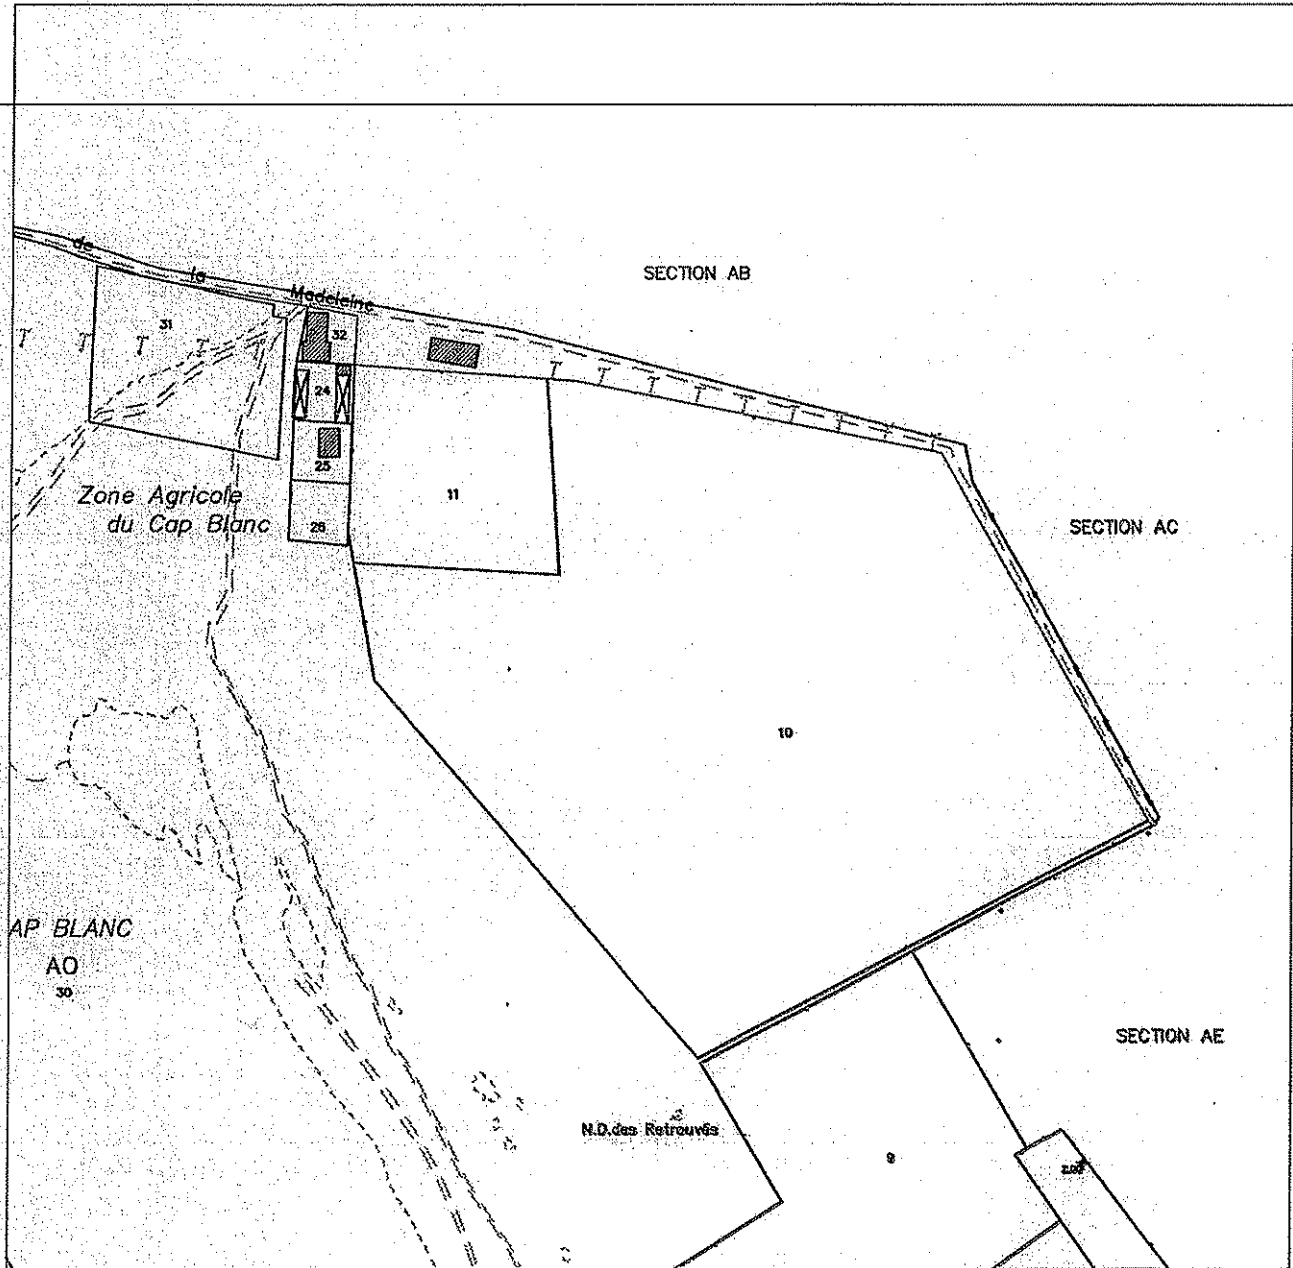 de la Madeleine
SECTION AB
31
32
24
25
26
11
Zone Agricole
du Cap Blanc
SECTION AC
10
AP BLANC
AO
30
SECTION AE
N.D.des Retrouvés
9